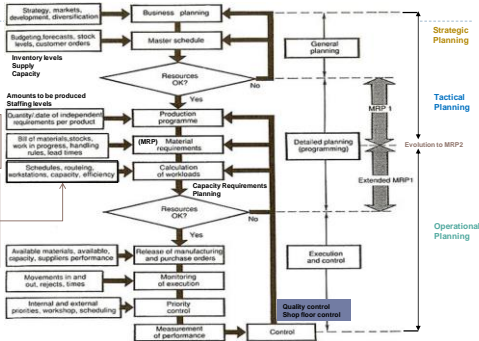 Strategy, markets,
development, diversification
Business planning
Strategic
Planning
Budgeting,forecasts, stock
levels, customer orders
Master schedule
General
planning
Inventory levels
Supply
Capacity
Resources
OK?
No
Yes
Amounts to be produced
Staffing levels
MRP 1
Tactical
Planning
Quantity/date of independent
requirements per product
Production
programme
Bill of materials,stocks,
work in progress, handling
rules, lead times
(MRP) Material
requirements
Detailed planning
(programming)
Evolution to MRP2
Schedules, routeing,
workstations, capacity, efficiency
Calculation
of workloads
Extended MRP1
Capacity Requirements
Planning
Resources
OK?
No
Yes
Operational
Planning
Available materials, available,
capacity, suppliers performance
Release of manufacturing
and purchase orders
Execution
and control
Movements in and
out, rejects, times
Monitoring
of execution
Internal and external
priorities, workshop, scheduling
Priority
control
Quality control
Shop floor control
Measurement
of performance
Control